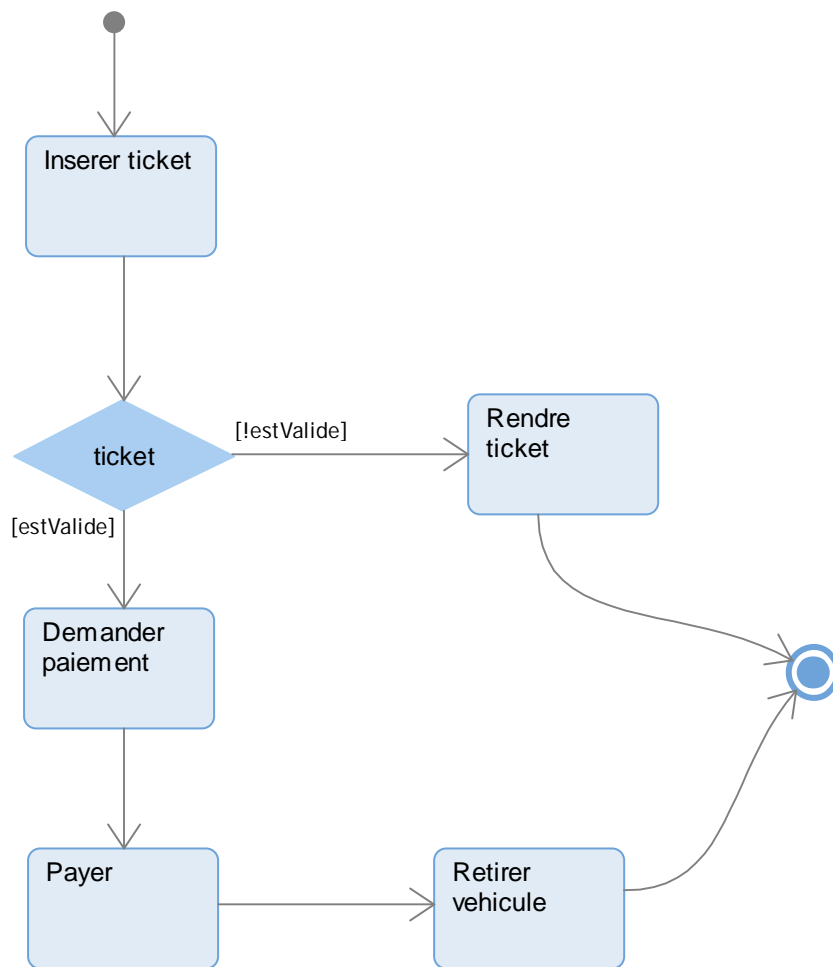 Inserer ticket
[!estValide]
Rendre
ticket
ticket
[estValide]
Demander
paiement
Payer
Retirer
vehicule